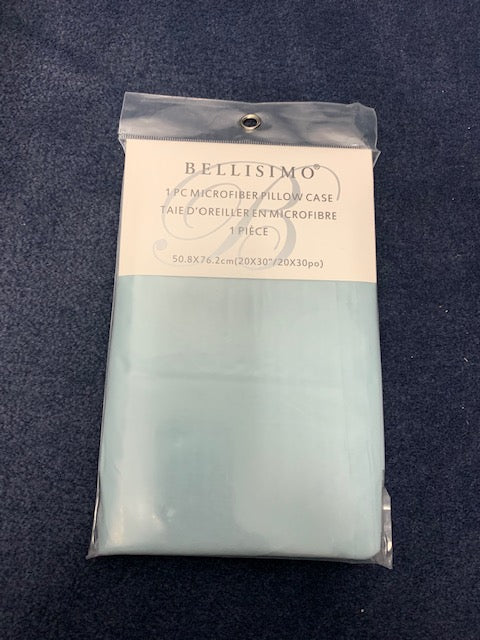 BELLISIMO®
1 PC MICROFIBER PILLOW CASE
TAIE D'OREILLER EN MICROFIBRE
1 PIÈCE
B
50.8X76.2cm(20X30"/20X30po)